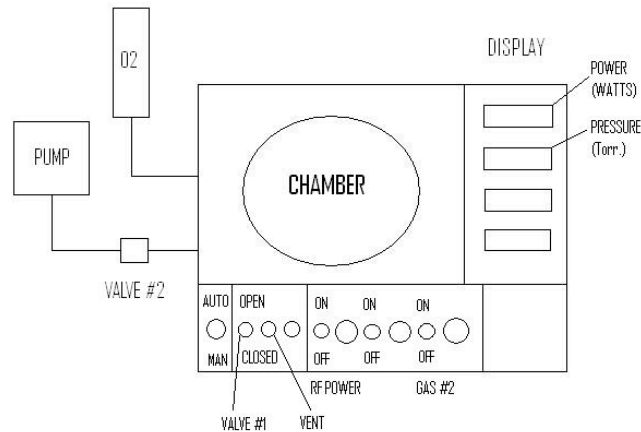 O2
DISPLAY
POWER
(WATTS)
PUMP
PRESSURE
(Torr.)
CHAMBER
VALVE #2
AUTO
OPEN
ON
ON
ON
MAN
CLOSED
OFF
OFF
OFF
RF POWER
GAS #2
VALVE #1
VENT